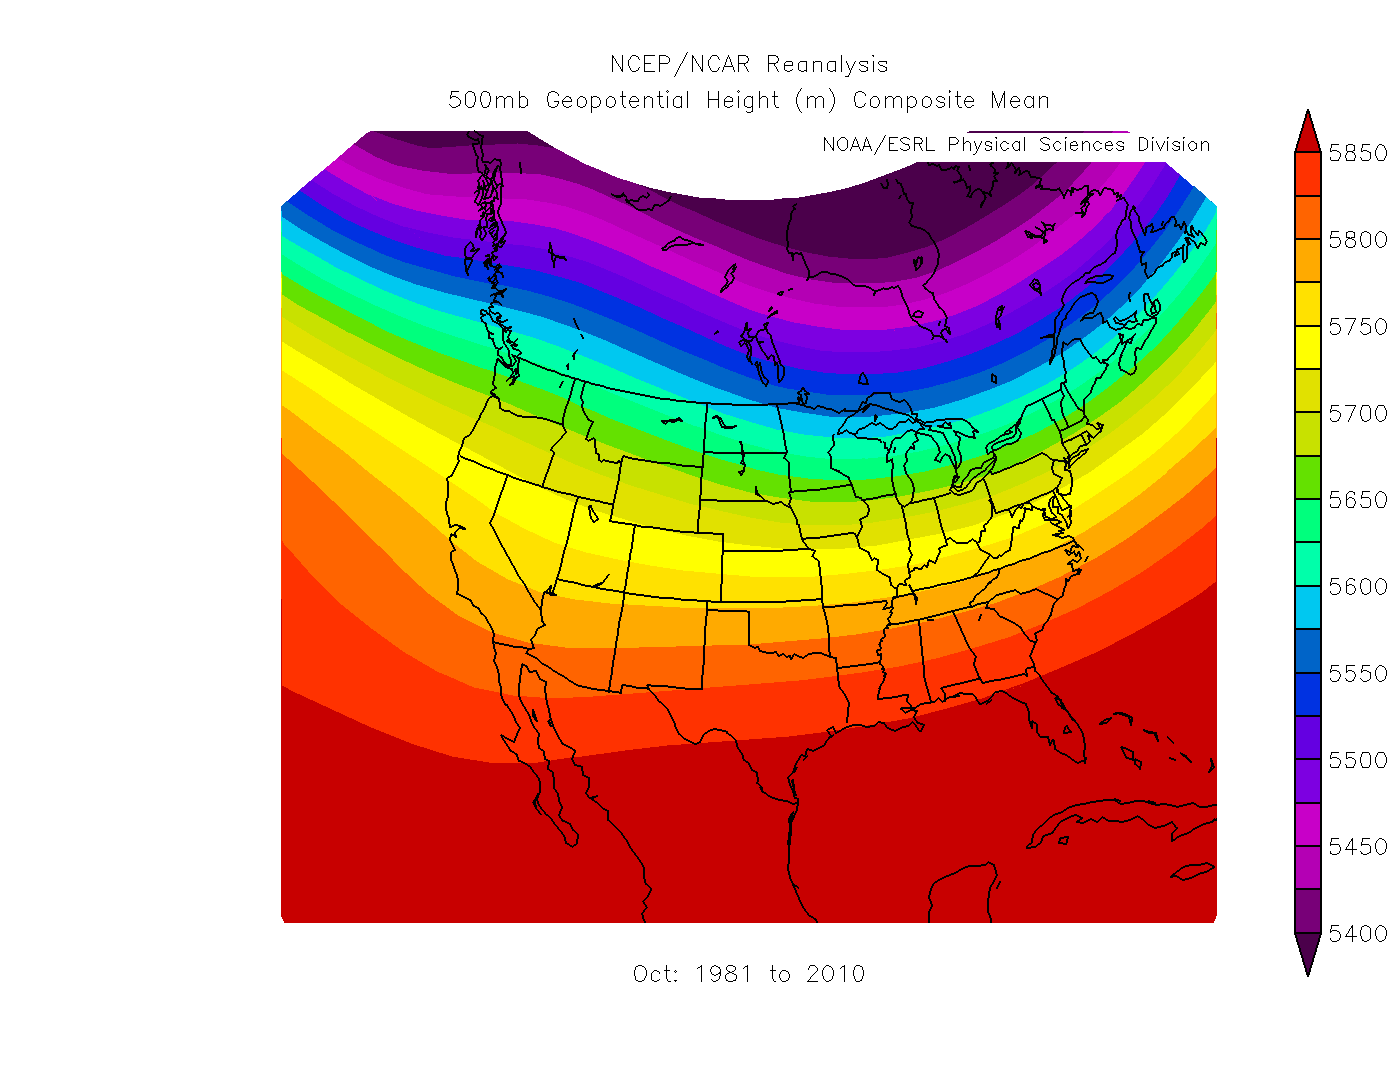 NCEP/NCAR Reanalysis
500mb Geopotential Height (m) Composite Mean
NOAA/ESRL Physical Sciences Division
5850
5800
5750
5700
5650
5600
5550
5500
5450
5400
Oct: 1981 to 2010